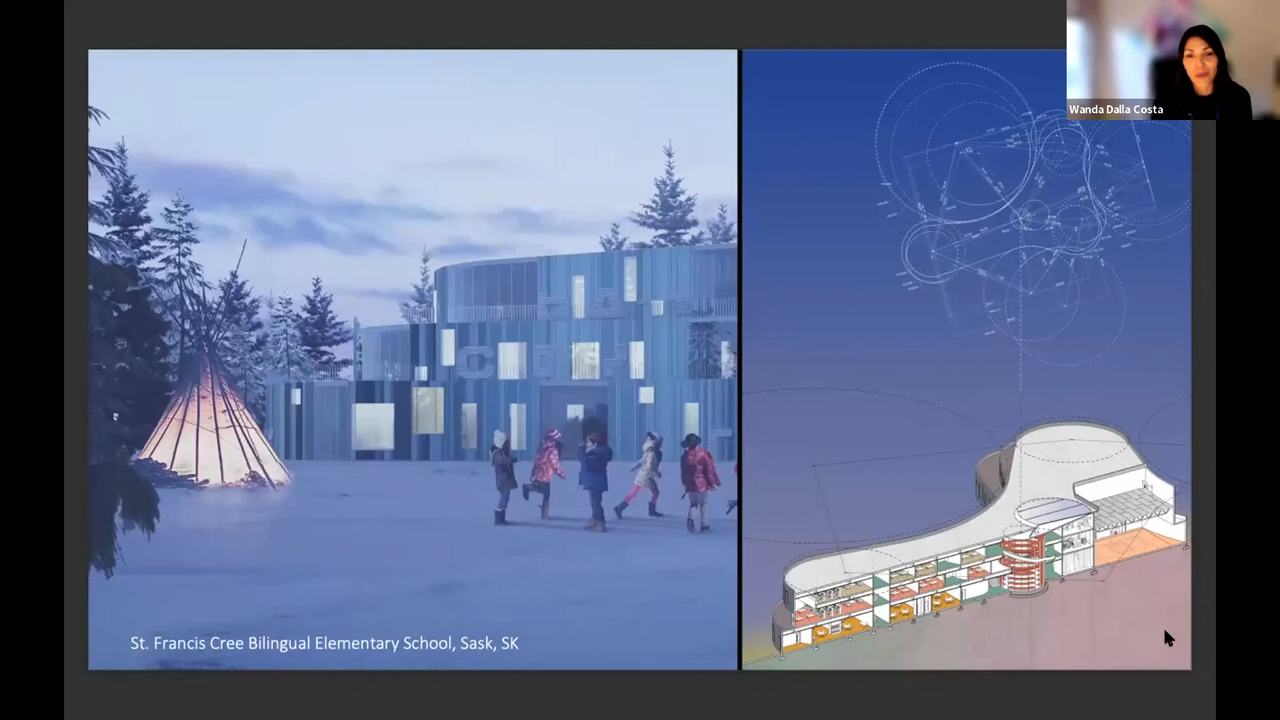 Wanda Dalla Costa
St. Francis Cree Bilingual Elementary School, Sask, SK